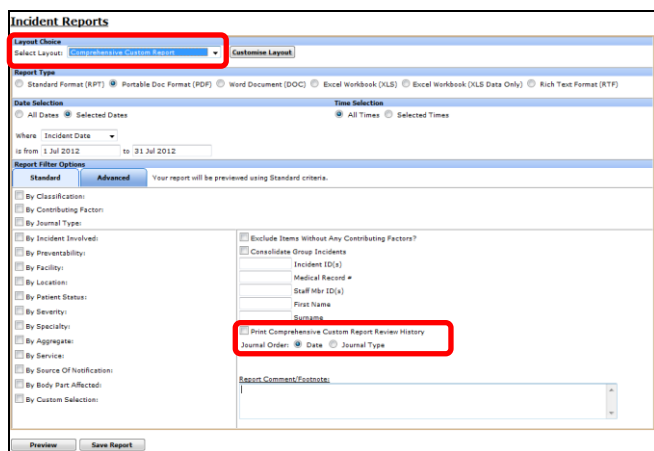 Incident Reports
Layout Choice
Select Layout: Comprehensive Custom Report Customise Layout
Report Type
Standard Format (RPT) Portable Doc Format (PDF) Word Document (DOC) Excel Workbook (XLS) Excel Workbook (XLS Data Only) Rich Text Format (RTF)
Date Selection Time Selection
All Dates Selected Dates All Times Selected Times
Where Incident Date
is from 1 Jul 2012 to 31 Jul 2012
Report Filter Options
Standard Advanced Your report will be previewed using Standard criteria.
By Classification:
By Contributing Factor:
By Journal Type:
By Incident Involved: Exclude Items Without Any Contributing Factors?
By Preventability: Consolidate Group Incidents
By Facility: Incident ID(s)
By Location: Medical Record #
By Patient Status: Staff Mbr ID(s)
By Severity: First Name
By Specialty: Surname
By Aggregate: Print Comprehensive Custom Report Review History
By Service: Journal Order: Date Journal Type
By Source Of Notification:
By Body Part Affected: Report Comment/Footnote:
By Custom Selection:
Preview Save Report